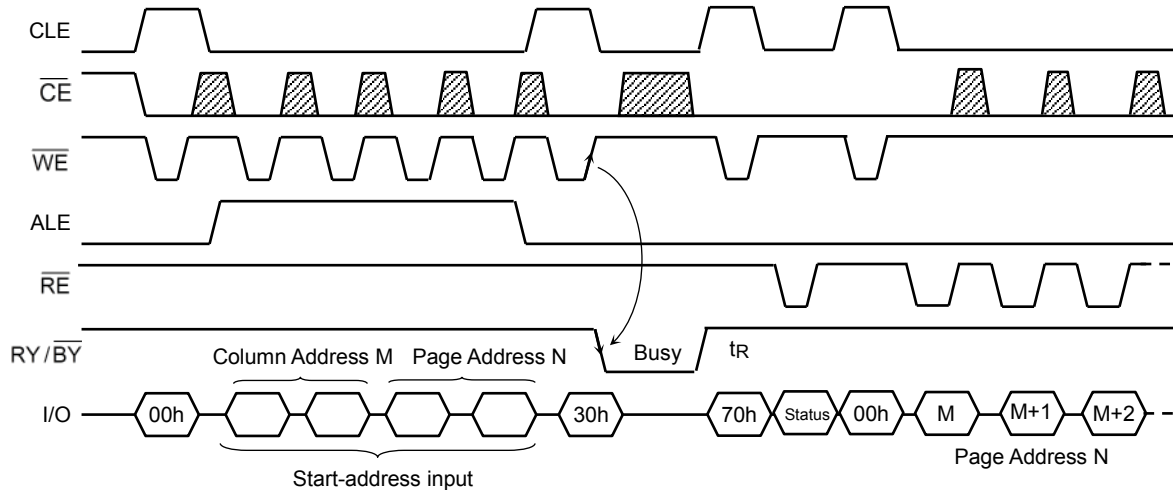 CLE
CE
WE
ALE
RE
RY/BY
Column Address M Page Address N Busy tR
I/O 00h 30h 70h Status 00h M M+1 M+2
Page Address N
Start-address input